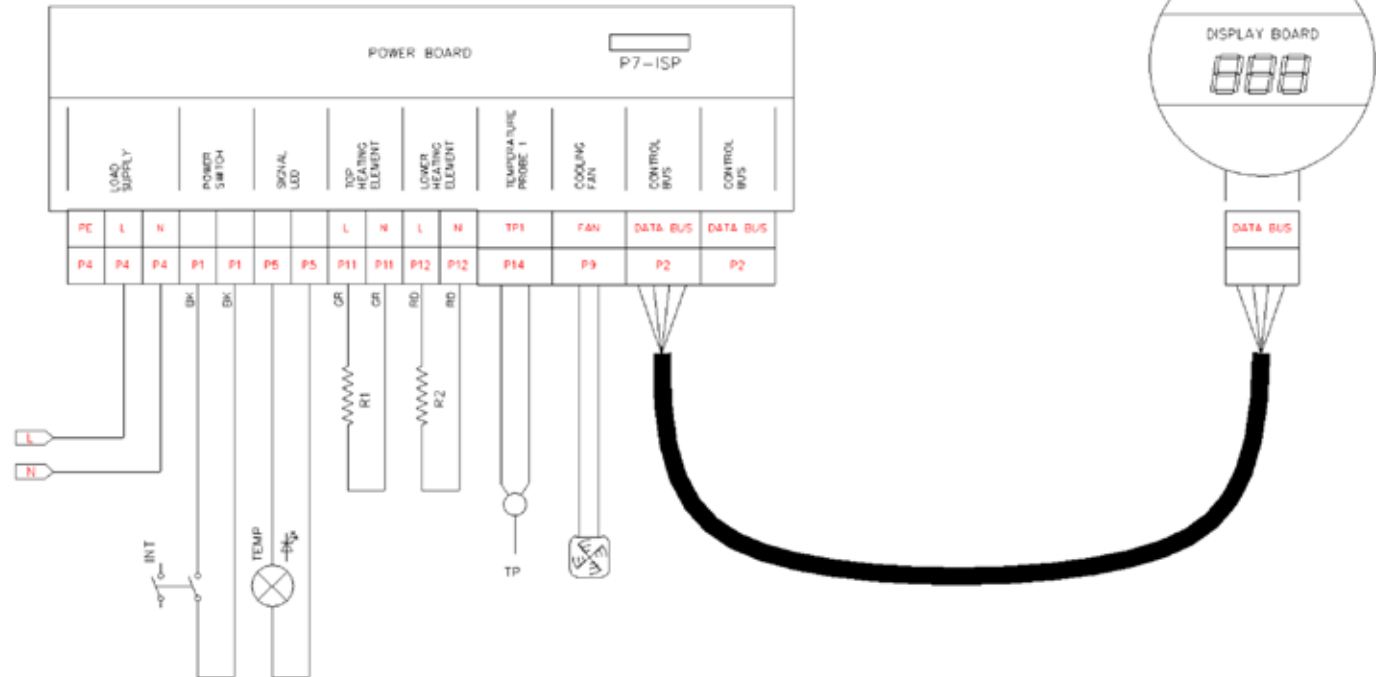 POWER BOARD
P7-ISP
DISPLAY BOARD
888
LOAD
SUPPLY
POWER
SWITCH
SIGNAL
LED
TOP
HEATING
ELEMENT
LOWER
HEATING
ELEMENT
TEMPERATURE
PROBE 1
COOLING
FAN
CONTROL
BUS
CONTROL
BUS
PE L N L N L N TP1 FAN DATA BUS DATA BUS
DATA BUS
P4 P4 P4 P1 P1 P5 P5 P11 P11 P12 P12 P14 P9 P2 P2
BK BK GR GR RD RD
R1 R2
L
N
INT
TEMP
TP